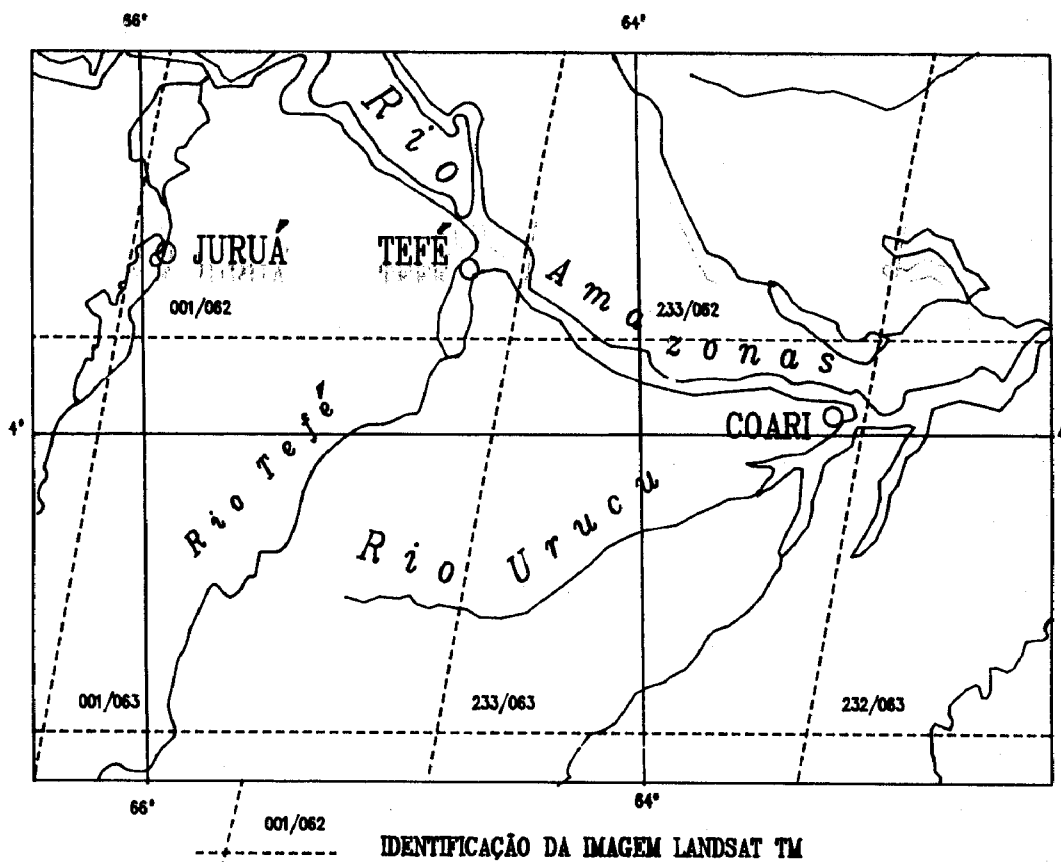 66° 64°
Rio
JURUÁ TEFÉ
Amazonas
001/062 233/062
COARI
4°
Rio Tefé
Rio Urucu
001/063 233/063 232/063
66° 64°
001/062
IDENTIFICAÇÃO DA IMAGEM LANDSAT TM